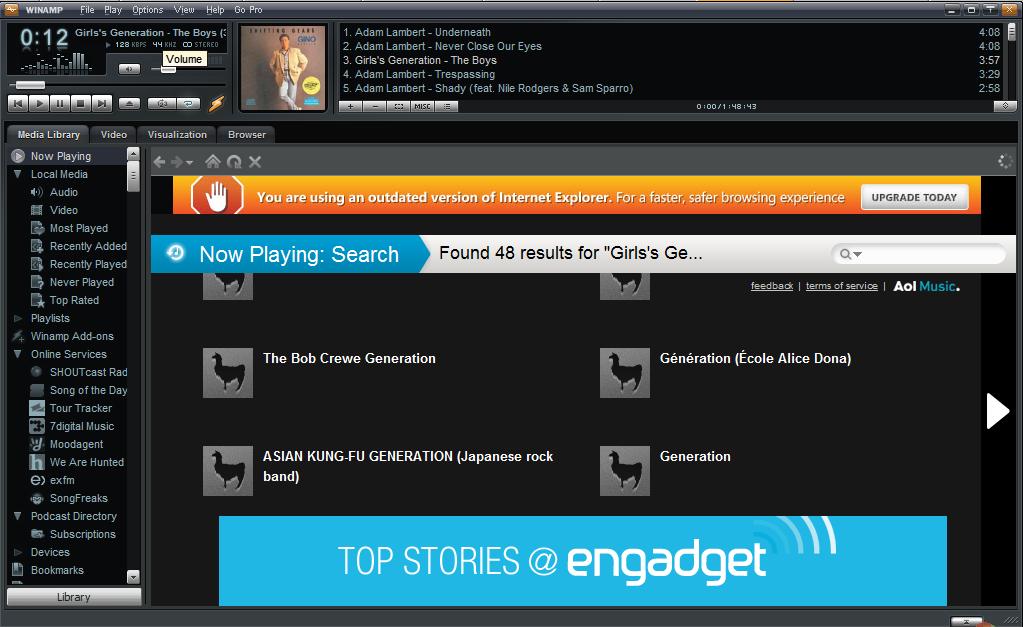 WINAMP File Play Options View Help Go Pro
0:12
Girls's Generation - The Boys (3
128 KBPS 44 KHZ STEREO
Volume
SHIFTING GEARS
GINO
1. Adam Lambert - Underneath 4:08
2. Adam Lambert - Never Close Our Eyes 4:08
3. Girls's Generation - The Boys 3:57
4. Adam Lambert - Trespassing 3:29
5. Adam Lambert - Shady (feat. Nile Rodgers & Sam Sparro) 2:58
MISC 0:00/1:48:43
Media Library Video Visualization Browser
Now Playing
Local Media
Audio
Video
Most Played
Recently Added
Recently Played
Never Played
Top Rated
Playlists
Winamp Add-ons
Online Services
SHOUTcast Rad
Song of the Day
Tour Tracker
7digital Music
Moodagent
We Are Hunted
exfm
SongFreaks
Podcast Directory
Subscriptions
Devices
Bookmarks
Library
You are using an outdated version of Internet Explorer. For a faster, safer browsing experience UPGRADE TODAY
Now Playing: Search Found 48 results for "Girls's Ge...
feedback | terms of service | Aol Music.
The Bob Crewe Generation
Génération (École Alice Dona)
ASIAN KUNG-FU GENERATION (Japanese rock
band)
Generation
TOP STORIES @ engadget